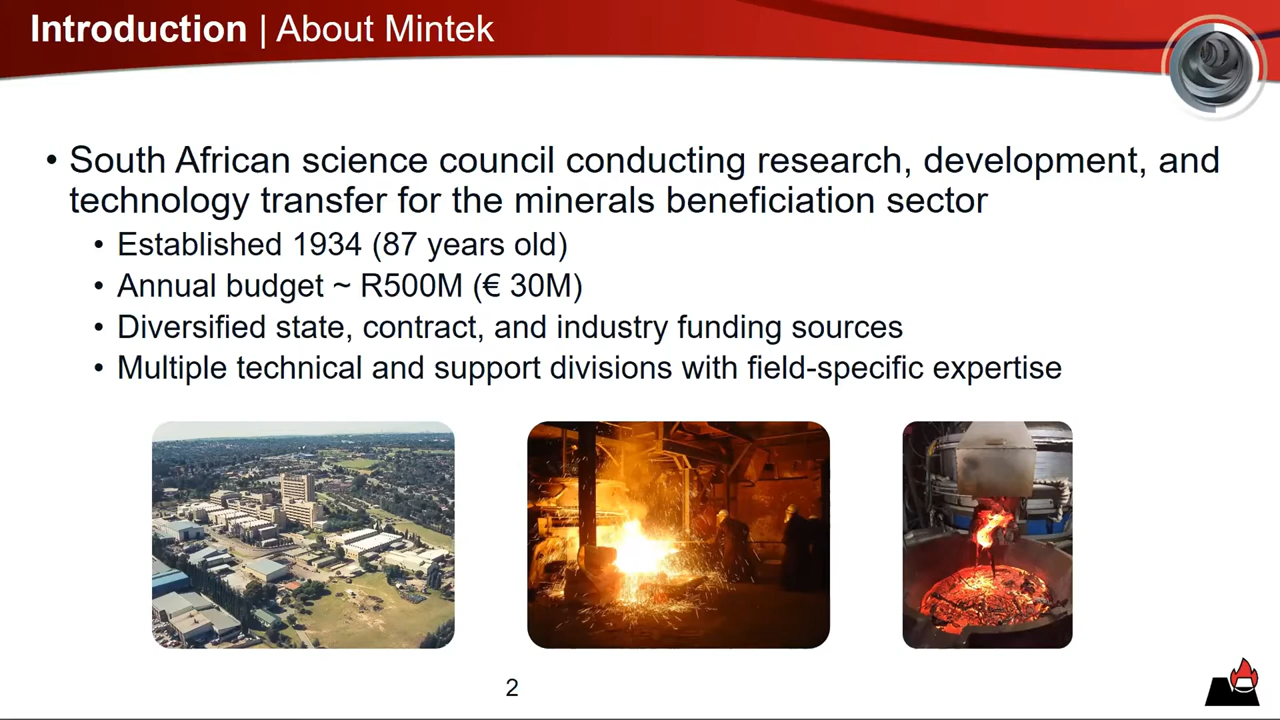 Introduction | About Mintek
• South African science council conducting research, development, and
technology transfer for the minerals beneficiation sector
• Established 1934 (87 years old)
• Annual budget ~ R500M (€ 30M)
• Diversified state, contract, and industry funding sources
• Multiple technical and support divisions with field-specific expertise
2